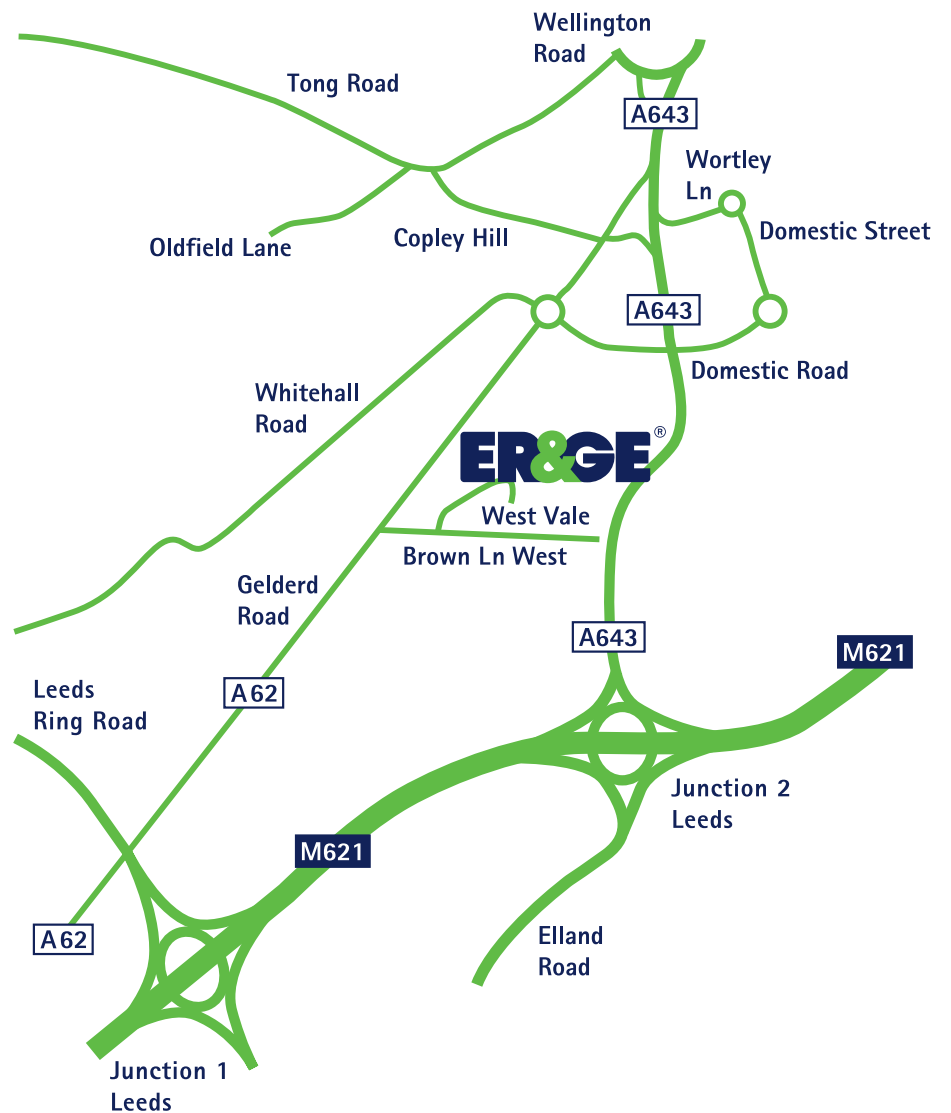 Wellington
Road
Tong Road
A643
Wortley
Ln
Oldfield Lane
Copley Hill
Domestic Street
A643
Domestic Road
Whitehall
Road
ER&GE®
West Vale
Brown Ln West
Gelderd
Road
A643
M621
Leeds
Ring Road
A62
Junction 2
Leeds
M621
A62
Elland
Road
Junction 1
Leeds